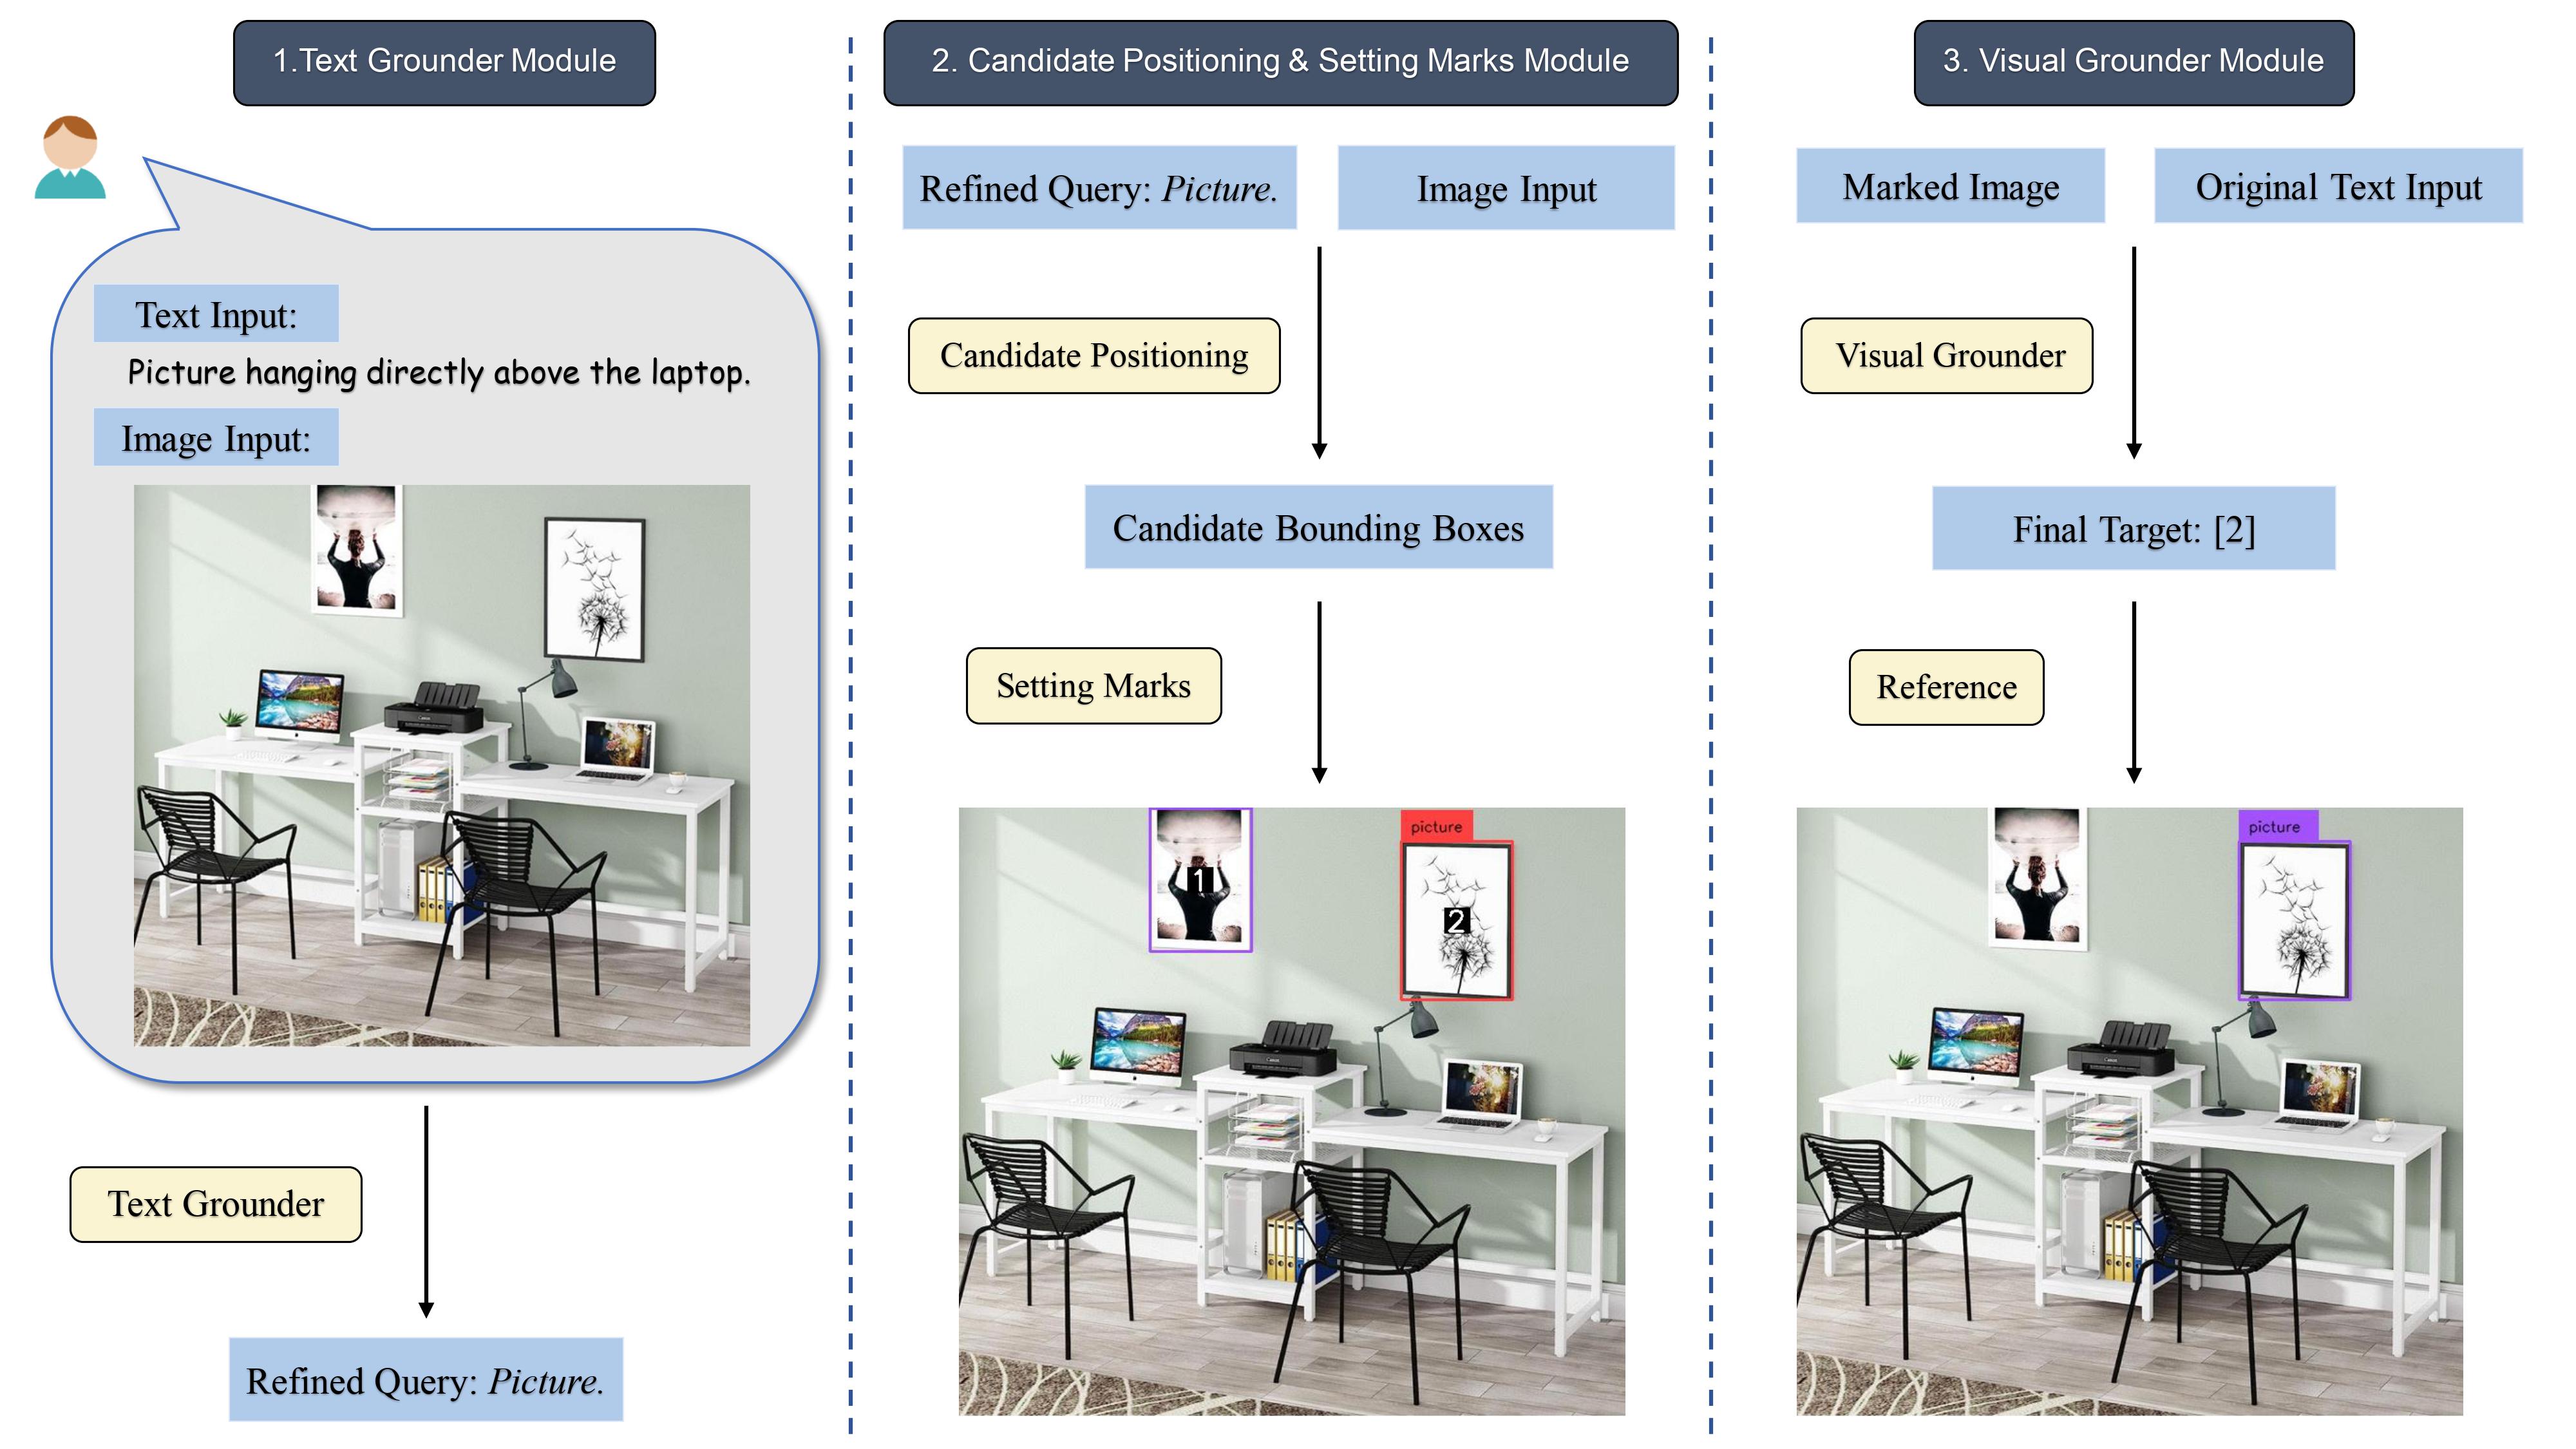 1.Text Grounder Module
Text Input:
Picture hanging directly above the laptop.
Image Input:
Text Grounder
Refined Query: Picture.
2. Candidate Positioning & Setting Marks Module
Refined Query: Picture.
Image Input
Candidate Positioning
Candidate Bounding Boxes
Setting Marks
picture
1
2
Canon
3. Visual Grounder Module
Marked Image
Original Text Input
Visual Grounder
Final Target: [2]
Reference
picture
Canon